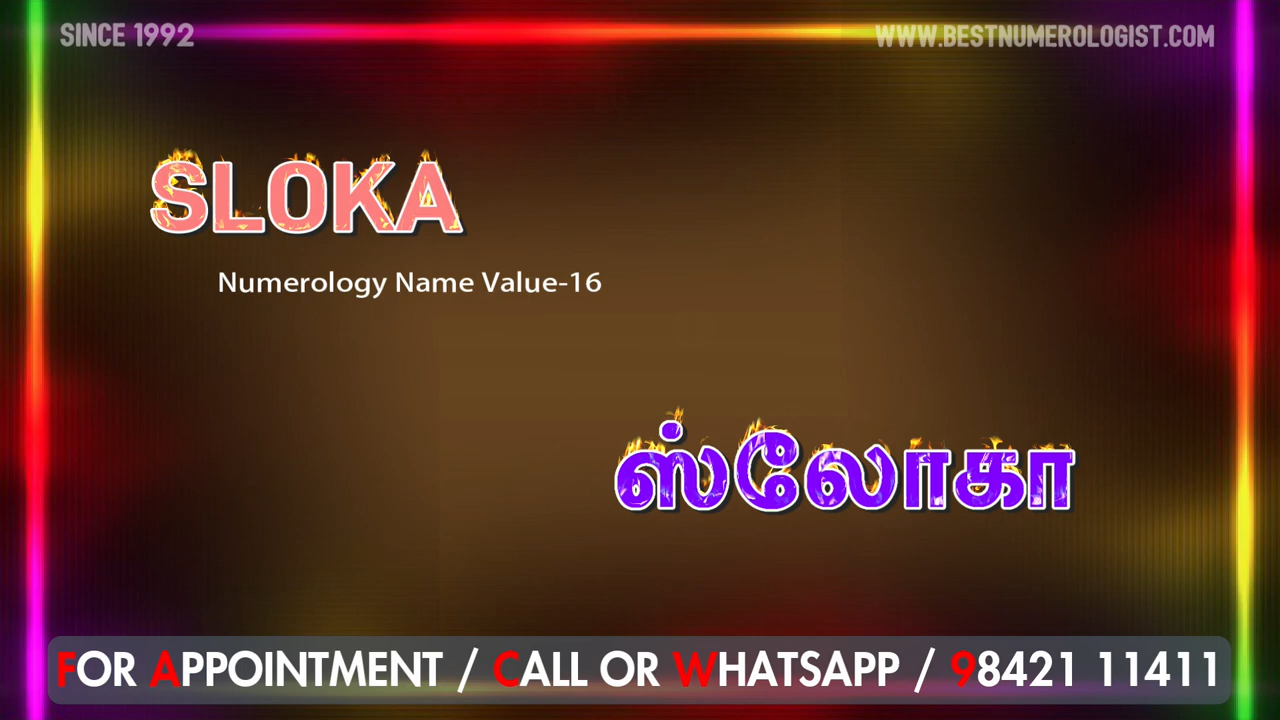 SINCE 1992
WWW.BESTNUMEROLOGIST.COM
SLOKA
Numerology Name Value-16
ஸ்லோகா
FOR APPOINTMENT / CALL OR WHATSAPP / 98421 11411